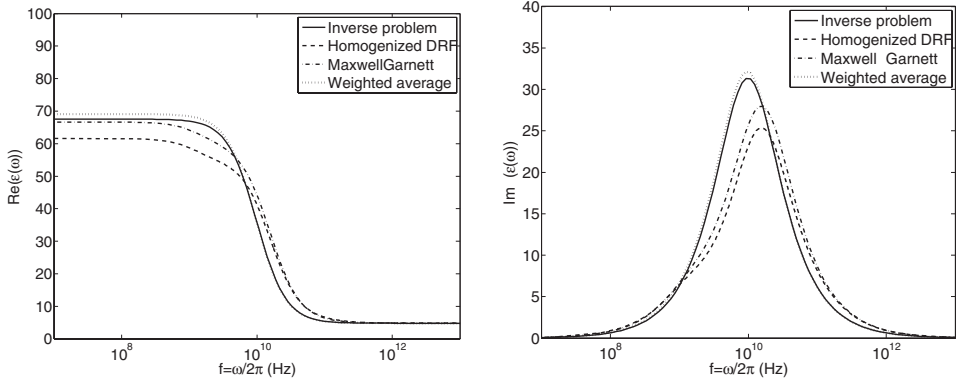 100
90
80
70
60
50
40
30
20
10
0
Re(ε(ω))
10^8
10^10
10^12
f=ω/2π (Hz)
Inverse problem
Homogenized DRF
MaxwellGarnett
Weighted average
40
35
30
25
20
15
10
5
0
Im (ε(ω))
10^8
10^10
10^12
f=ω/2π (Hz)
Inverse problem
Homogenized DRF
Maxwell Garnett
Weighted average